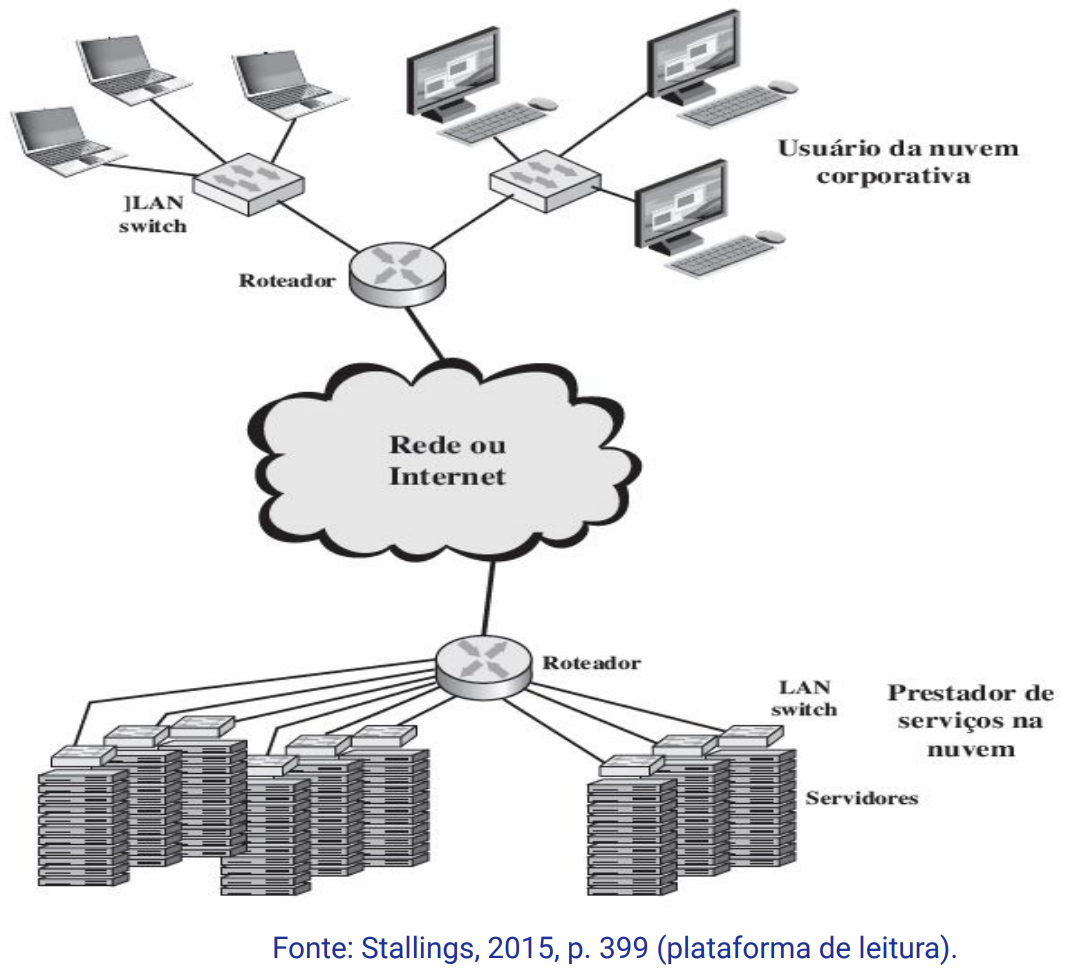 Usuário da nuvem
corporativa
]LAN
switch
Roteador
Rede ou
Internet
Roteador
LAN
switch
Prestador de
serviços na
nuvem
Servidores
Fonte: Stallings, 2015, p. 399 (plataforma de leitura).